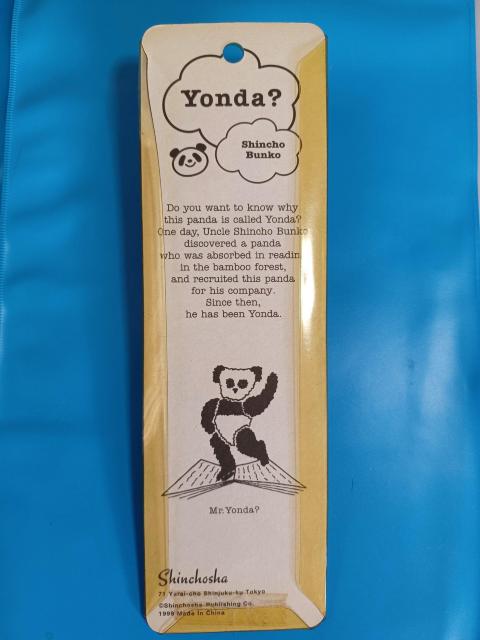 Yonda?
Shincho
Bunko
Do you want to know why
this panda is called Yonda?
One day, Uncle Shincho Bunko
discovered a panda
who was absorbed in readin
in the bamboo forest,
and recruited this panda
for his company.
Since then,
he has been Yonda.
Mr.Yonda?
Shinchosha
71 Yarai-cho Shinjuku-ku Tokyo
©Shinchosha Publishing Co.
1999 Made in China